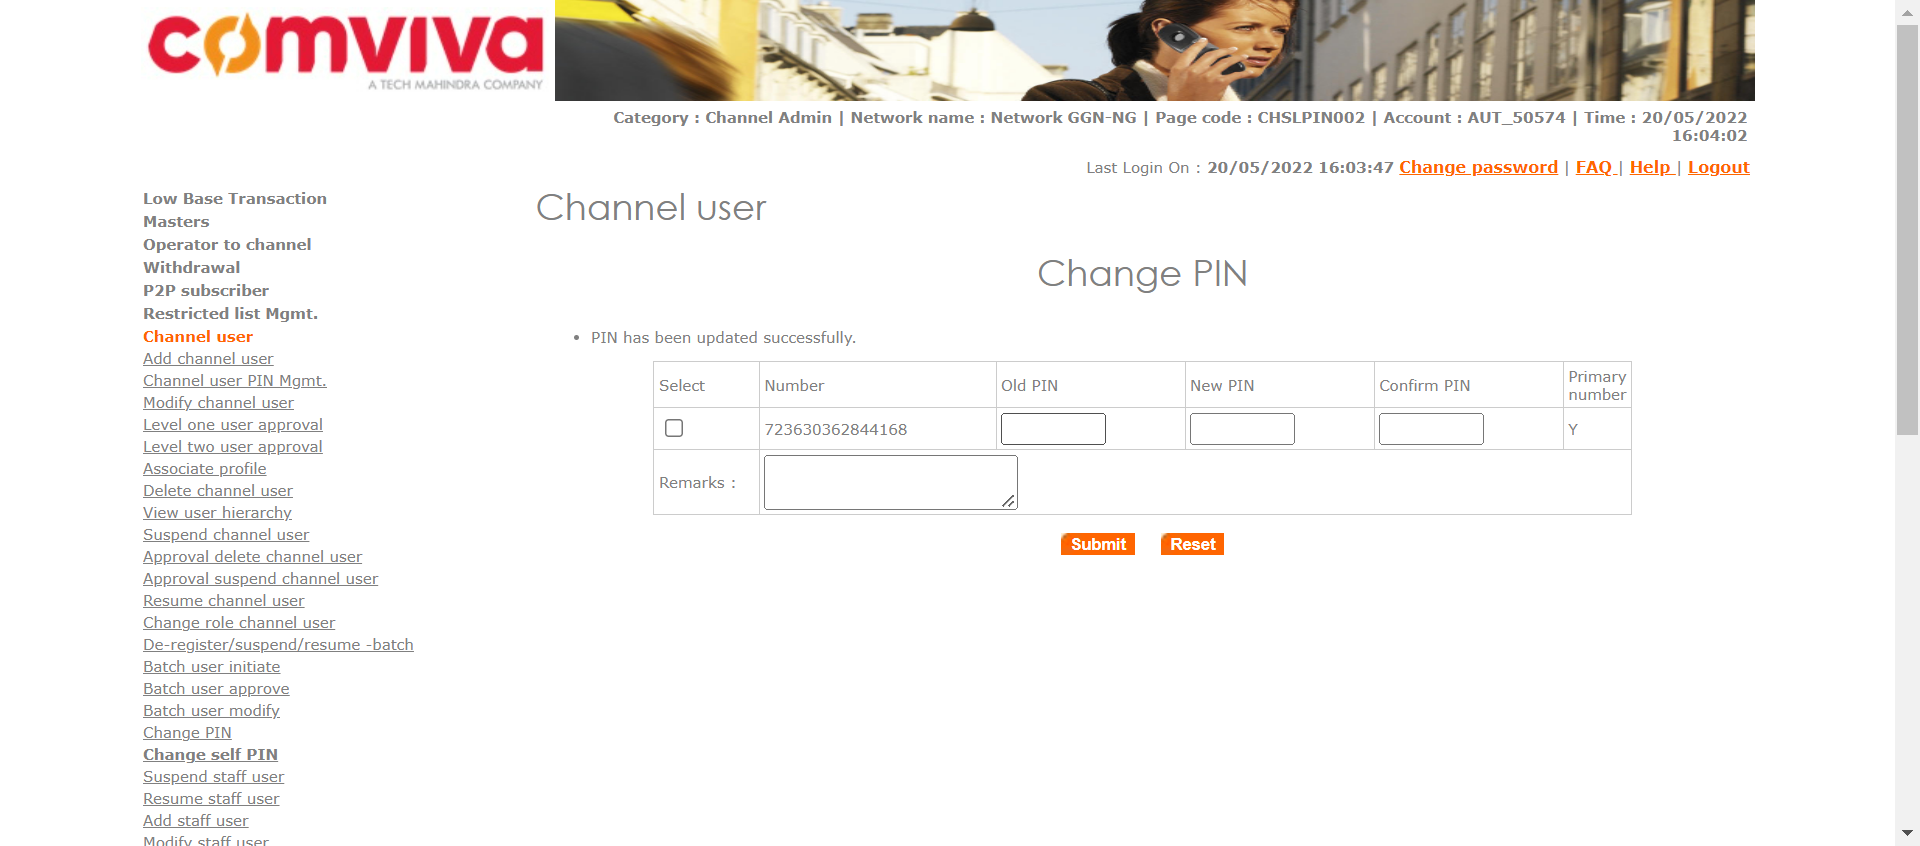 comviva
A TECH MAHINDRA COMPANY
Category : Channel Admin | Network name : Network GGN-NG | Page code : CHSLPIN002 | Account : AUT_50574 | Time : 20/05/2022
16:04:02
Last Login On : 20/05/2022 16:03:47 Change password | FAQ | Help | Logout
Low Base Transaction
Masters
Operator to channel
Withdrawal
P2P subscriber
Restricted list Mgmt.
Channel user
Add channel user
Channel user PIN Mgmt.
Modify channel user
Level one user approval
Level two user approval
Associate profile
Delete channel user
View user hierarchy
Suspend channel user
Approval delete channel user
Approval suspend channel user
Resume channel user
Change role channel user
De-register/suspend/resume -batch
Batch user initiate
Batch user approve
Batch user modify
Change PIN
Change self PIN
Suspend staff user
Resume staff user
Add staff user
Modify staff user
Channel user
Change PIN
• PIN has been updated successfully.
Select Number Old PIN New PIN Confirm PIN Primary number
723630362844168 Y
Remarks :
Submit Reset